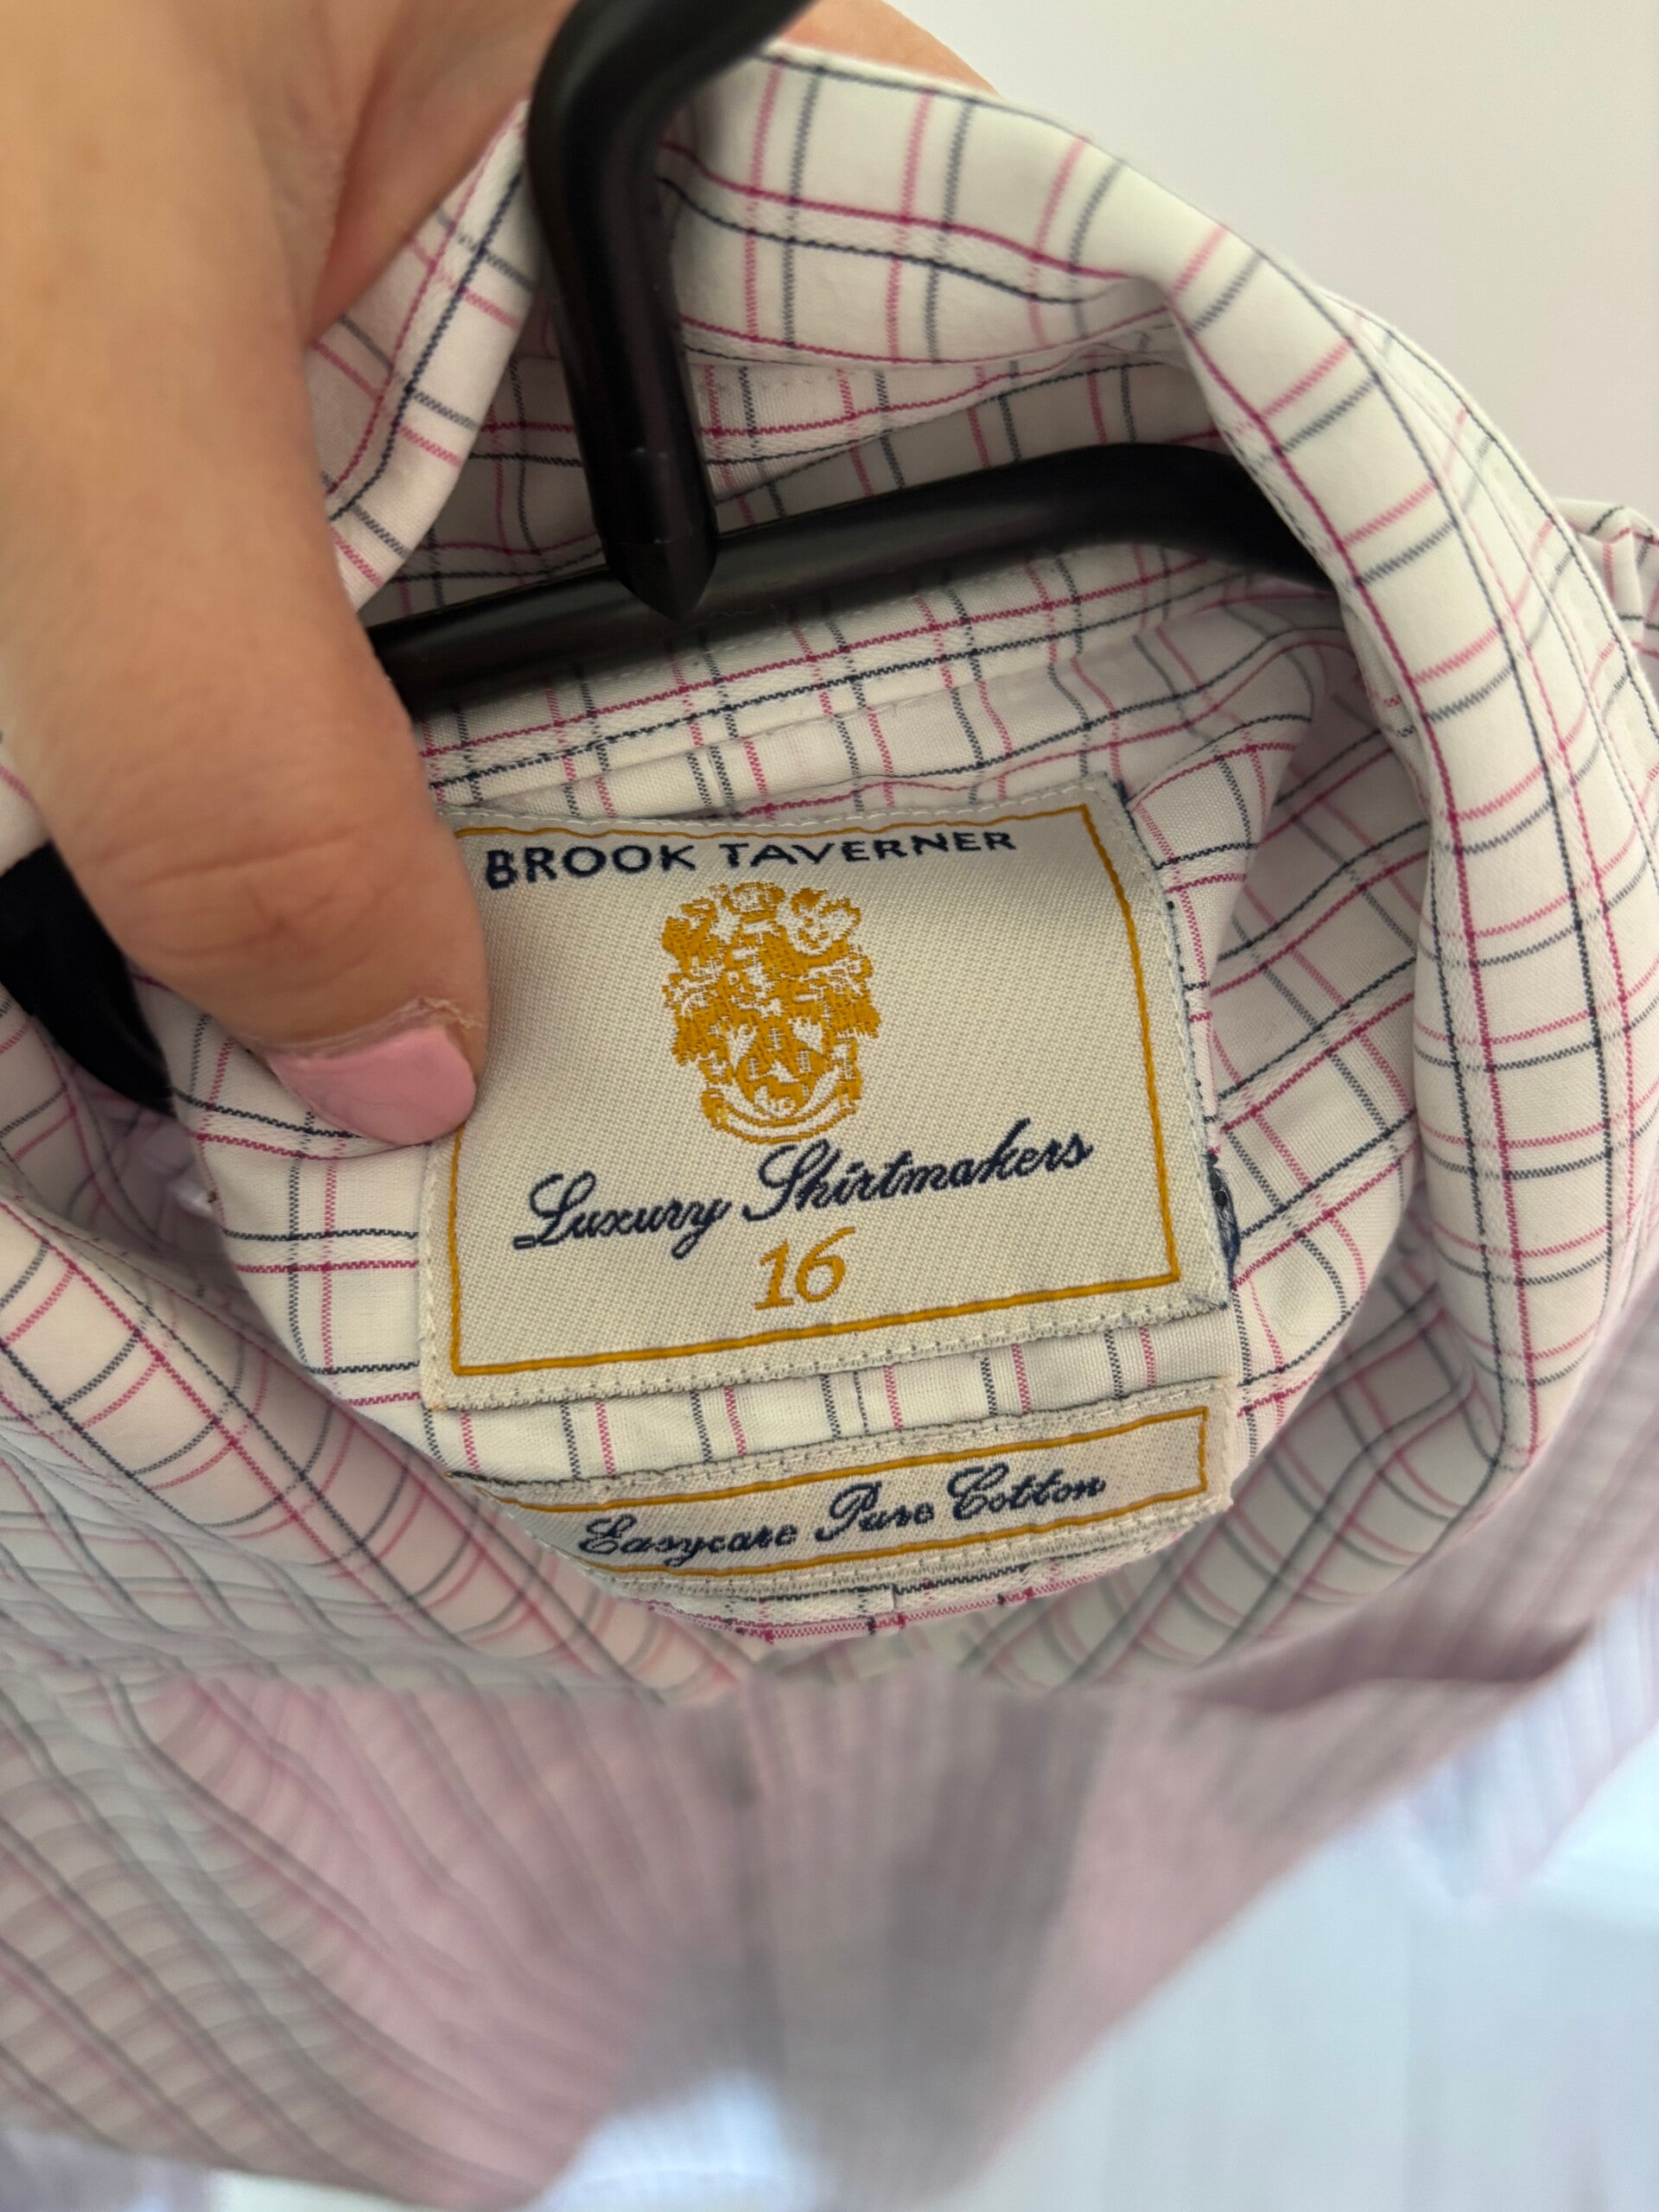 BROOK TAVERNER
Luxury Shirtmakers
16
Easycare Pure Cotton